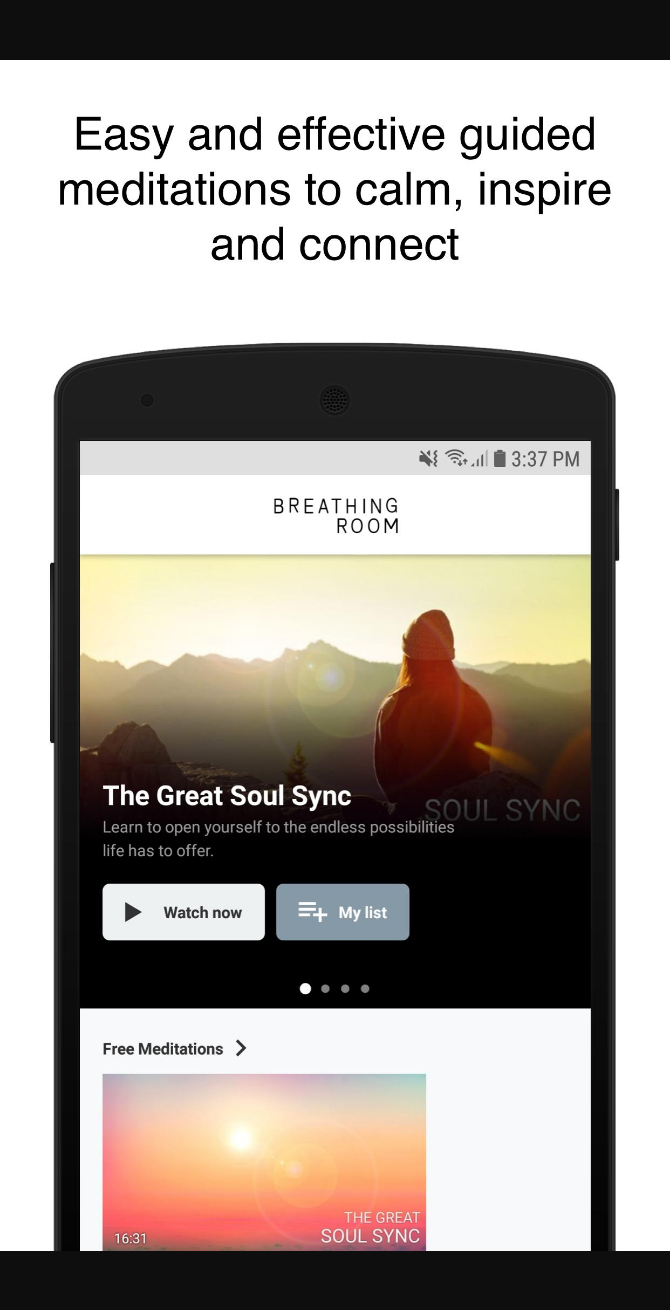 Easy and effective guided
meditations to calm, inspire
and connect
3:37 PM
BREATHING
ROOM
SOUL SYNC
The Great Soul Sync
Learn to open yourself to the endless possibilities
life has to offer.
Watch now
My list
Free Meditations
THE GREAT
SOUL SYNC
16:31